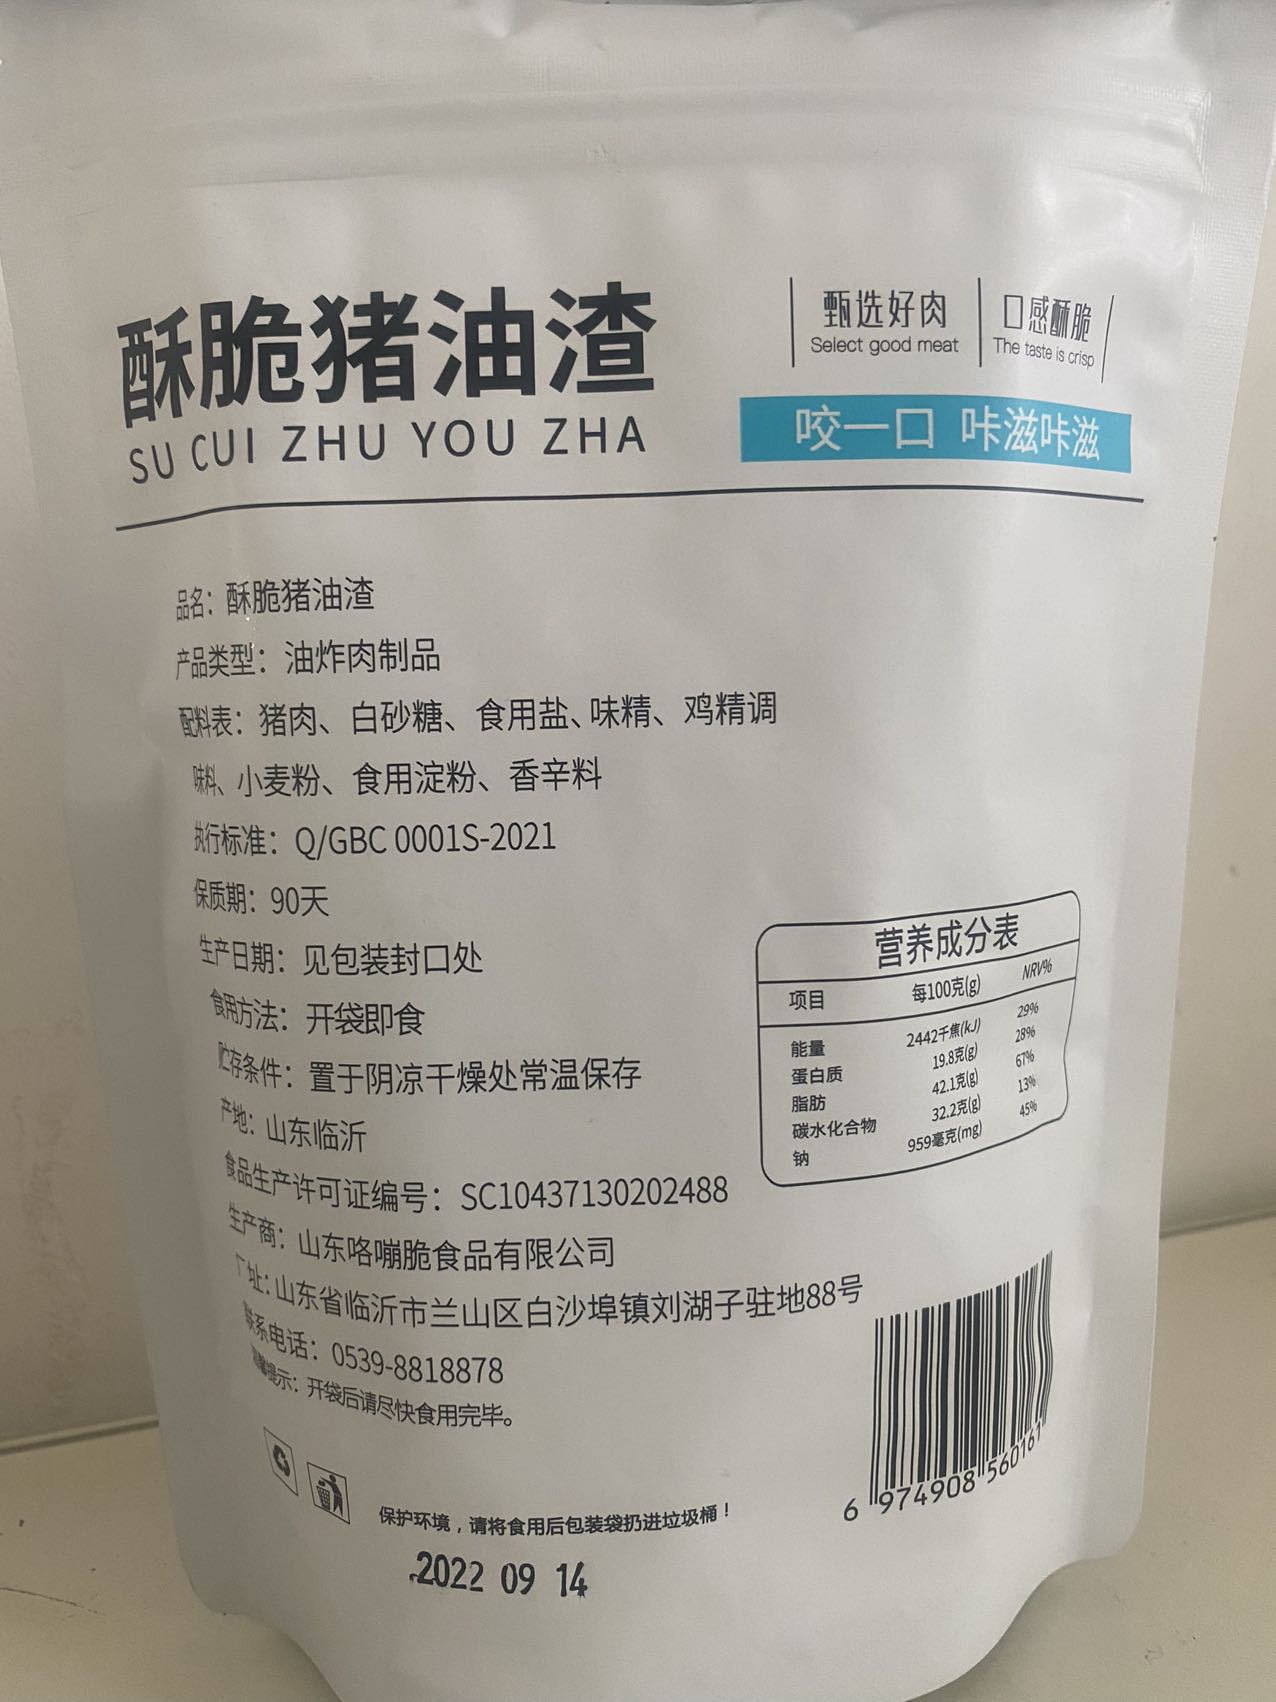 酥脆猪油渣
SU CUI ZHU YOU ZHA
甄选好肉
Select good meat
口感酥脆
The taste is crisp
咬一口 咔滋咔滋
品名：酥脆猪油渣
产品类型：油炸肉制品
配料表：猪肉、白砂糖、食用盐、味精、鸡精调
味料、小麦粉、食用淀粉、香辛料
执行标准：Q/GBC 0001S-2021
保质期：90天
生产日期：见包装封口处
食用方法：开袋即食
贮存条件：置于阴凉干燥处常温保存
产地：山东临沂
食品生产许可证编号：SC10437130202488
生产商：山东咯嘣脆食品有限公司
厂址：山东省临沂市兰山区白沙埠镇刘湖子驻地88号
联系电话：0539-8818878
温馨提示：开袋后请尽快食用完毕。
营养成分表
项目 每100克(g) NRV%
能量 2442千焦(kJ) 29%
蛋白质 19.8克(g) 28%
脂肪 42.1克(g) 67%
碳水化合物 32.2克(g) 13%
钠 959毫克(mg) 45%
6 974908 560161
保护环境，请将食用后包装袋扔进垃圾桶！
2022 09 14